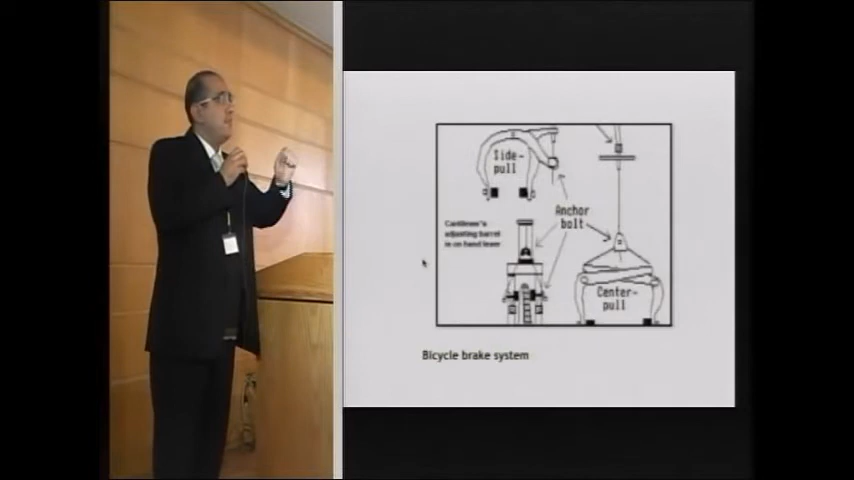 Side-
pull
Anchor
bolt
Cantilever's
adjusting barrel
is on hand lever
Center-
pull
Bicycle brake system